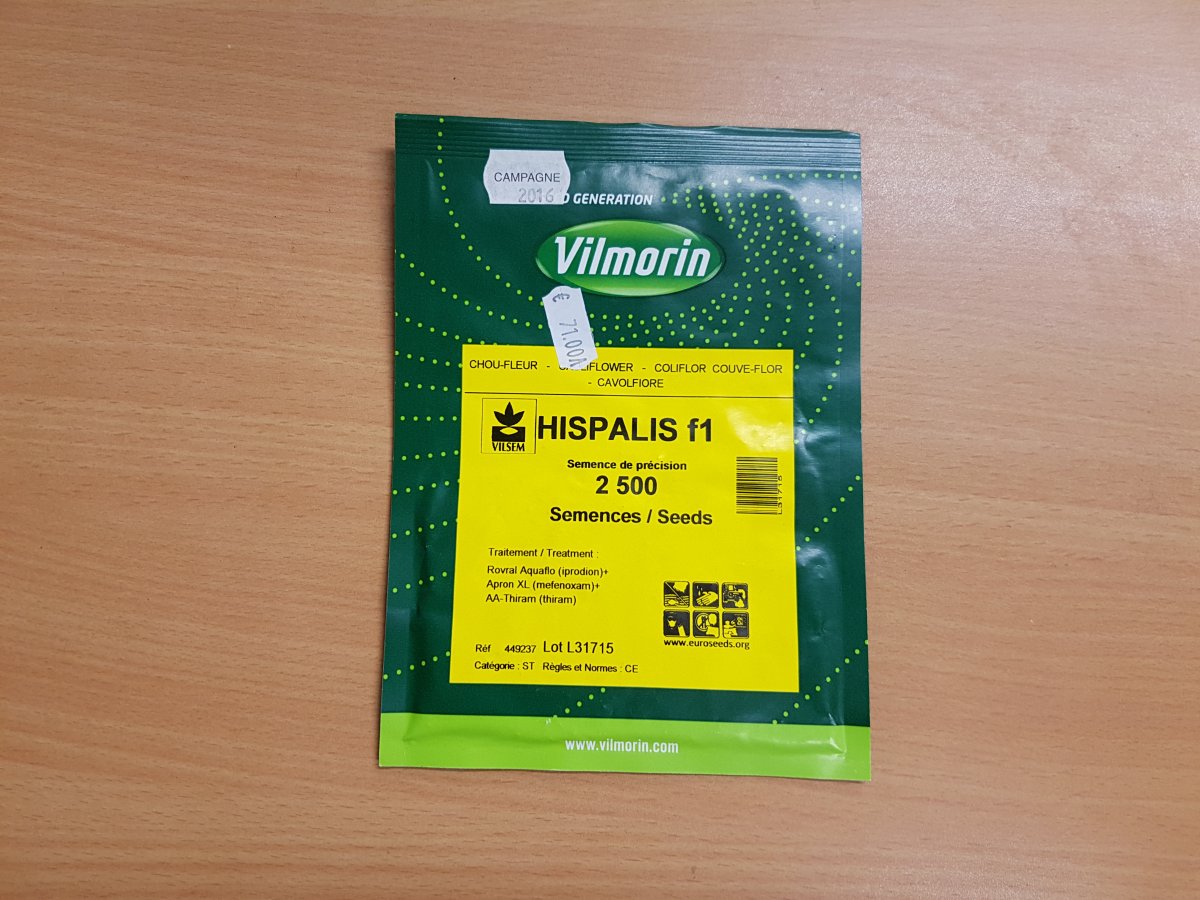 CAMPAGNE
2016
GENERATION
Vilmorin
€ 71.00
CHOU-FLEUR - CAULIFLOWER - COLIFLOR COUVE-FLOR
- CAVOLFIORE
VILSEM
HISPALIS f1
Semence de précision
2 500
Semences / Seeds
L31715
Traitement / Treatment :
Rovral Aquaflo (iprodion)+
Apron XL (mefenoxam)+
AA-Thiram (thiram)
www.euroseeds.org
Réf 449237 Lot L31715
Catégorie : ST Règles et Normes : CE
www.vilmorin.com